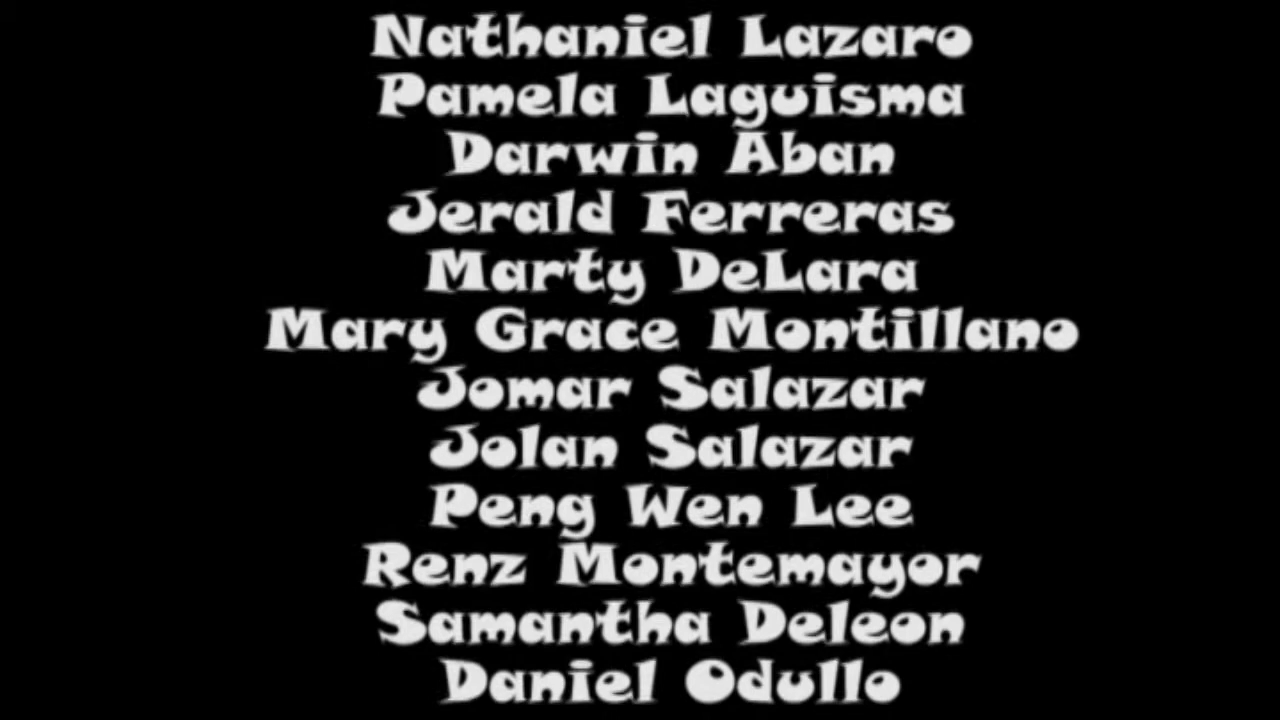 Nathaniel Lazaro
Pamela Laguisma
Darwin Aban
Jerald Ferreras
Marty DeLara
Mary Grace Montillano
Jomar Salazar
Jolan Salazar
Peng Wen Lee
Renz Montemayor
Samantha Deleon
Daniel Odullo